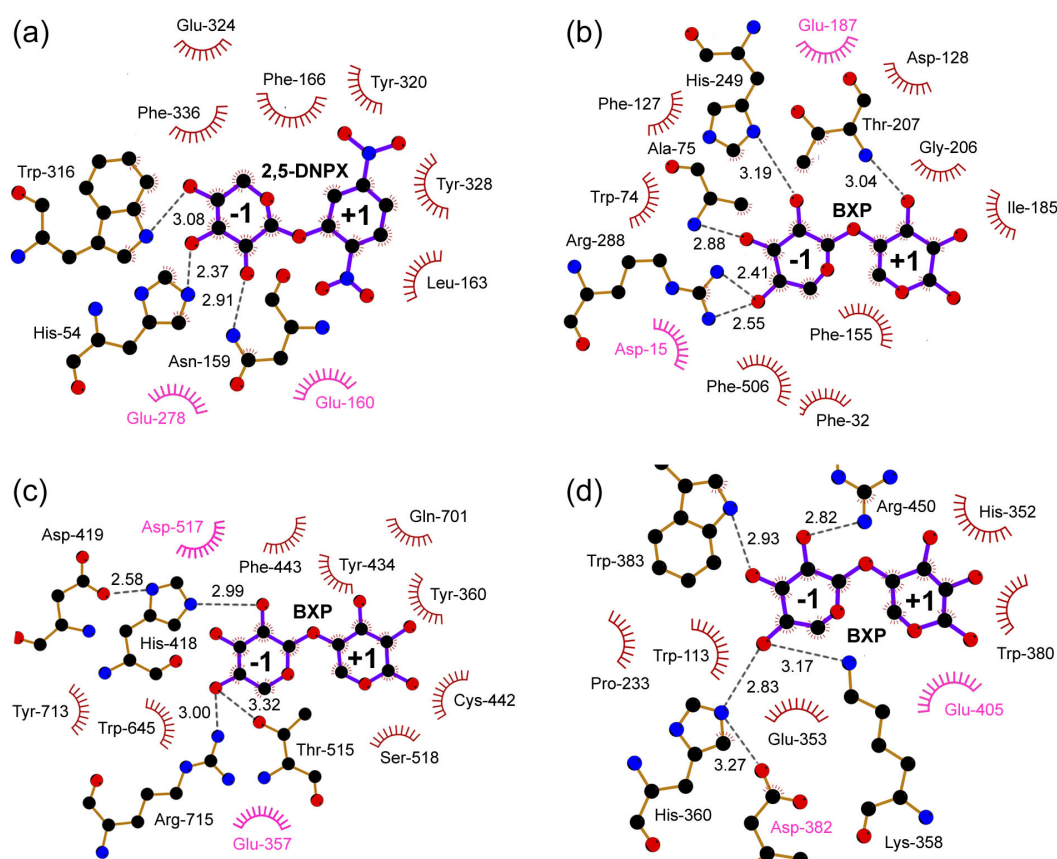 (a)
Glu-324
Phe-166
Tyr-320
Phe-336
Trp-316
2,5-DNPX
Tyr-328
3.08
-1
+1
2.37
2.91
Leu-163
His-54
Asn-159
Glu-278
Glu-160
(b)
Glu-187
Asp-128
His-249
Phe-127
Thr-207
Ala-75
Gly-206
3.19
3.04
Trp-74
BXP
Ile-185
Arg-288
2.88
-1
+1
2.41
2.55
Phe-155
Asp-15
Phe-506
Phe-32
(c)
Asp-517
Gln-701
Asp-419
Phe-443
Tyr-434
2.58
2.99
Tyr-360
BXP
His-418
-1
+1
3.32
Cys-442
Tyr-713
Trp-645
3.00
Thr-515
Ser-518
Arg-715
Glu-357
(d)
Arg-450
2.82
His-352
2.93
Trp-383
-1
+1
BXP
Trp-113
3.17
Trp-380
Pro-233
2.83
Glu-405
Glu-353
3.27
His-360
Asp-382
Lys-358